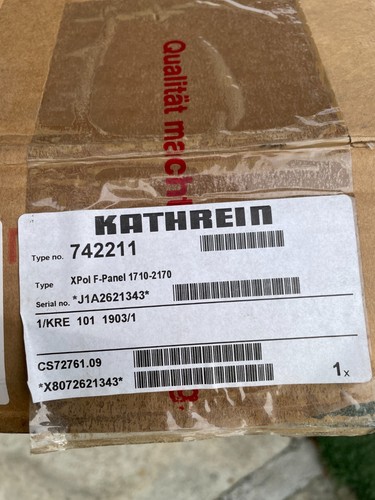 Qualität macht
KATHREIN
Type no. 742211
Type XPol F-Panel 1710-2170
Serial no. *J1A2621343*
1/KRE 101 1903/1
CS72761.09
*X8072621343*
1x